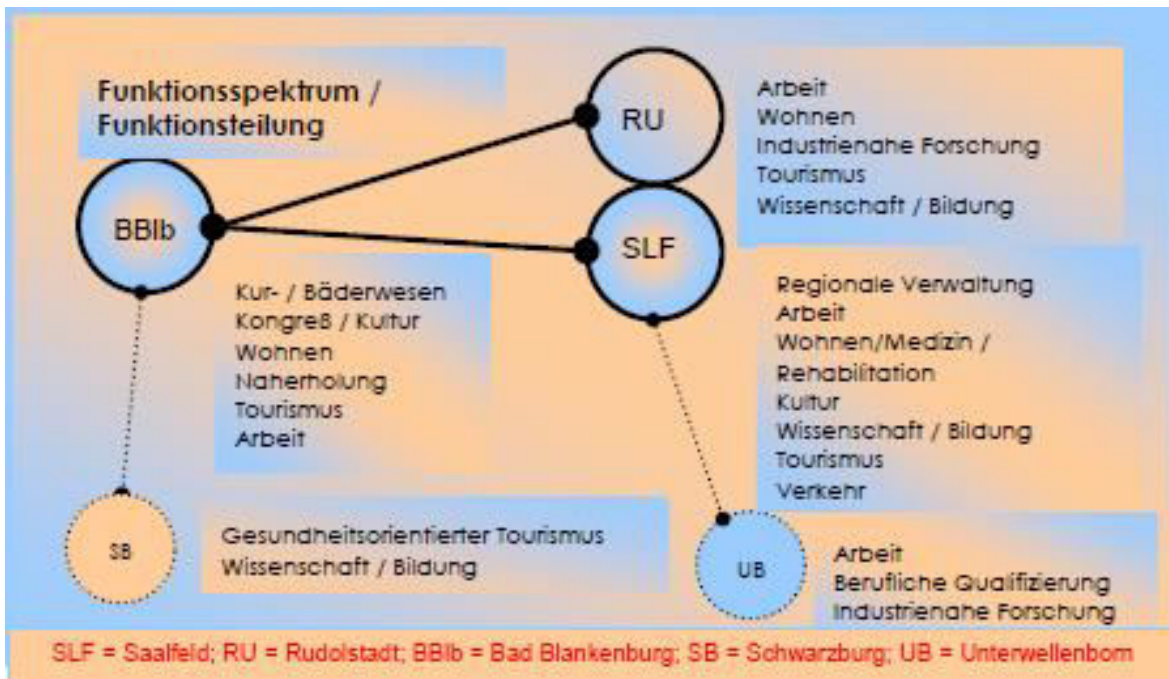 Funktionsspektrum /
Funktionsteilung
RU
Arbeit
Wohnen
Industrienahe Forschung
Tourismus
Wissenschaft / Bildung
BBlb
Kur- / Bäderwesen
Kongreß / Kultur
Wohnen
Naherholung
Tourismus
Arbeit
SLF
Regionale Verwaltung
Arbeit
Wohnen/Medizin /
Rehabilitation
Kultur
Wissenschaft / Bildung
Tourismus
Verkehr
SB
Gesundheitsorientierter Tourismus
Wissenschaft / Bildung
UB
Arbeit
Berufliche Qualifizierung
Industrienahe Forschung
SLF = Saalfeld; RU = Rudolstadt; BBlb = Bad Blankenburg; SB = Schwarzburg; UB = Unterwellenborn